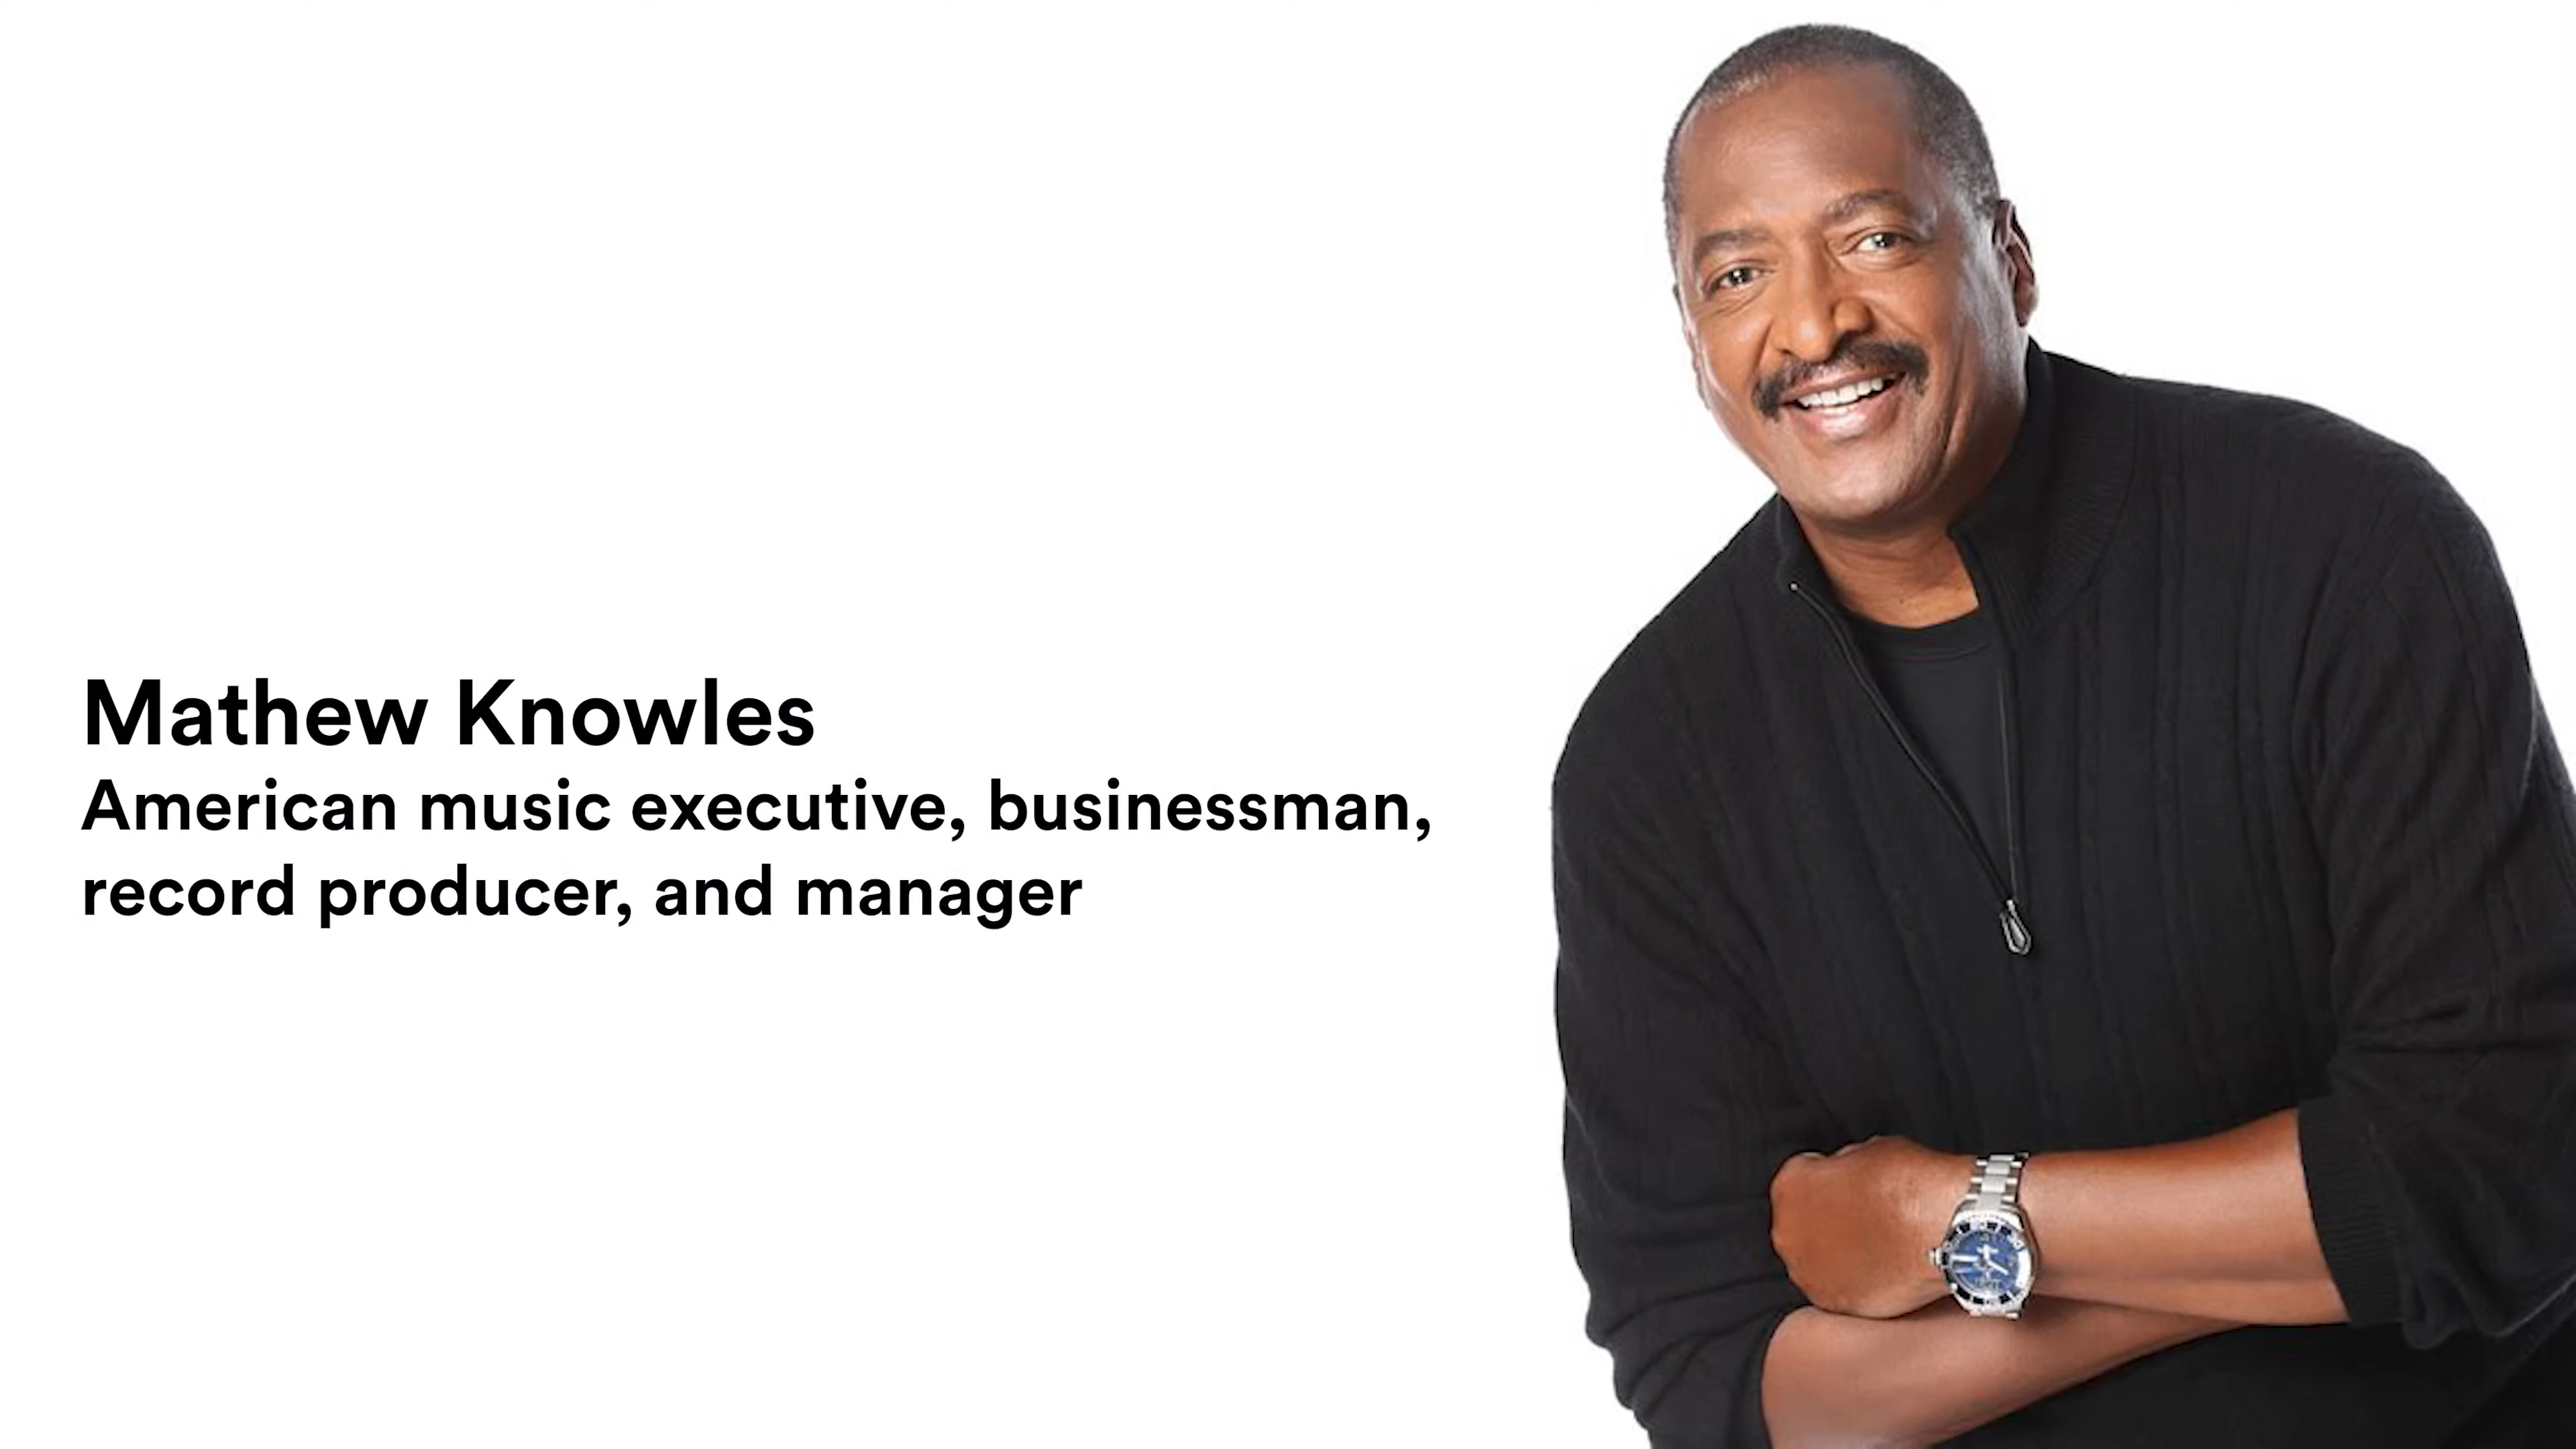 Mathew Knowles
American music executive, businessman,
record producer, and manager